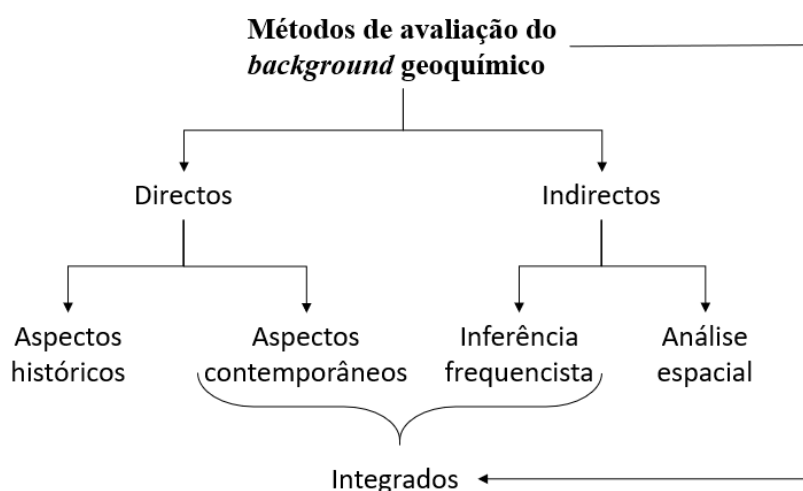 Métodos de avaliação do
background geoquímico
Directos
Indirectos
Aspectos
históricos
Aspectos
contemporâneos
Inferência
frequencista
Análise
espacial
Integrados